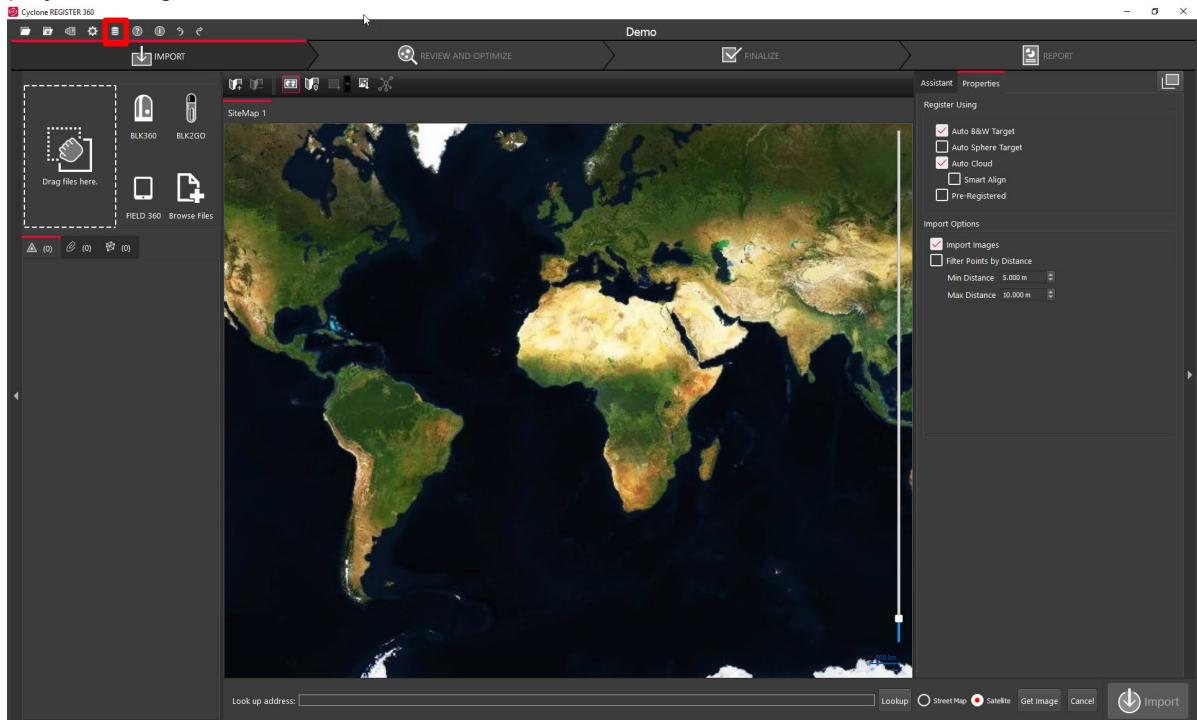 Cyclone REGISTER 360
Demo
IMPORT
REVIEW AND OPTIMIZE
FINALIZE
REPORT
Drag files here.
BLK360
BLK2GO
FIELD 360
Browse Files
(0)
(0)
(0)
SiteMap 1
500 km
Look up address:
Lookup
Street Map
Satellite
Get Image
Cancel
Import
Assistant
Properties
Register Using
Auto B&W Target
Auto Sphere Target
Auto Cloud
Smart Align
Pre-Registered
Import Options
Import Images
Filter Points by Distance
Min Distance 5.000 m
Max Distance 10.000 m